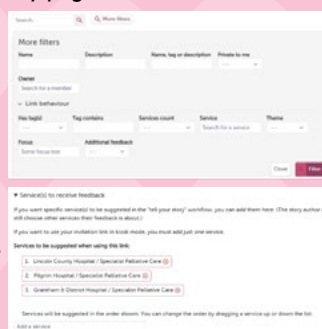 Search...
More filters
More filters
Name Description Name, tag or description Private to me
Owner
Search for a member
Link behaviour
Has tag(s) Tag contains Services count Service Theme
Search for a service
Focus Additional feedback
Some focus text
Close Filter
Service(s) to receive feedback
If you want specific service(s) to be suggested in the "tell your story" workflow, you can add them here. (The story author
still choose other services their feedback is about.)
If you want to use your invitation link in kiosk mode, you must add just one service.
Services to be suggested when using this link:
1. Lincoln County Hospital / Specialist Palliative Care
2. Pilgrim Hospital / Specialist Palliative Care
3. Grantham & District Hospital / Specialist Palliative Care
Services will be suggested in the order shown. You can change the order by dragging a service up or down the list.
Add a service